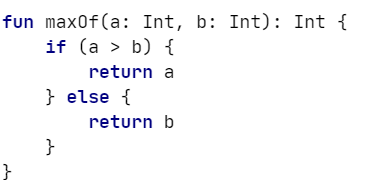 fun maxOf(a: Int, b: Int): Int {
    if (a > b) {
        return a
    } else {
        return b
    }
}